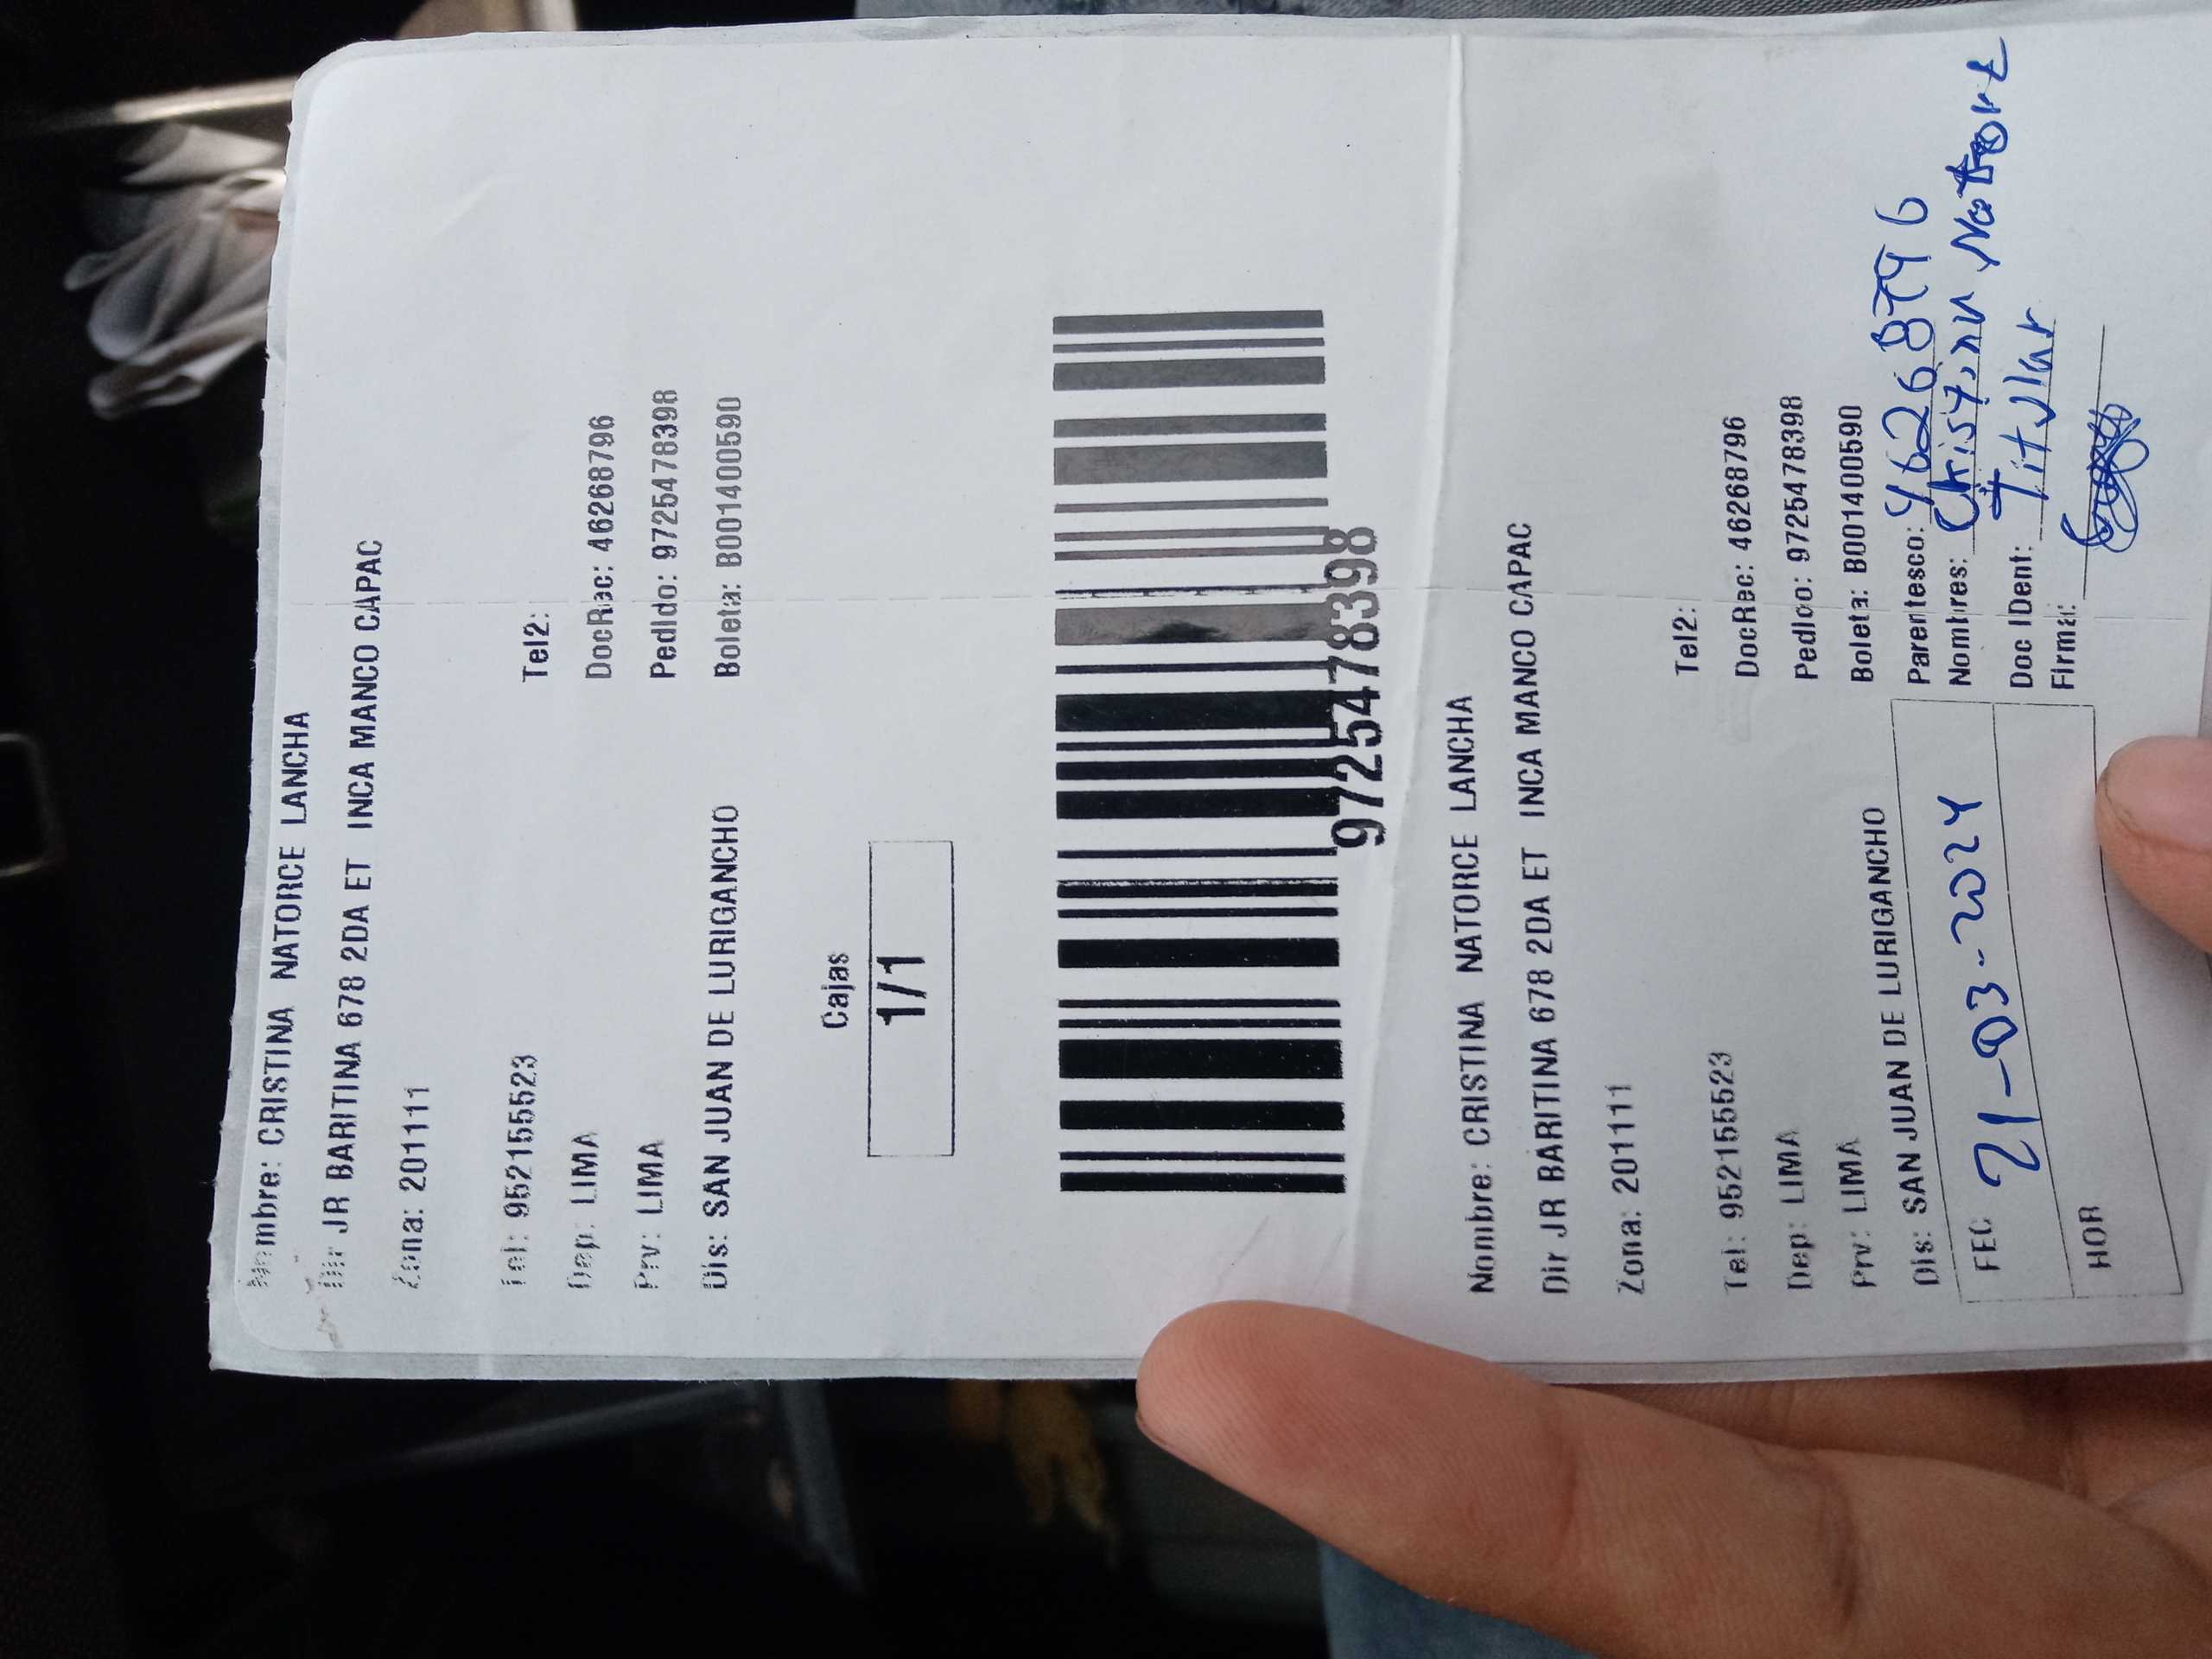 Nombre: CRISTINA NATORCE LANCHA
Dir JR BARITINA 678 2DA ET INCA MANCO CAPAC
Zona: 201111
Tel: 952155523 Tel2:
Dep: LIMA DocRec: 46268796
Prv: LIMA Pedido: 9725478398
Dis: SAN JUAN DE LURIGANCHO Boleta: B001400590
Cajas
1/1
9725478398
Nombre: CRISTINA NATORCE LANCHA
Dir JR BARITINA 678 2DA ET INCA MANCO CAPAC
Zona: 201111
Tel: 952155523 Tel2:
Dep: LIMA DocRec: 46268796
Prv: LIMA Pedido: 9725478398
Dis: SAN JUAN DE LURIGANCHO Boleta: B001400590
Parentesco: 46268796
FEC 21-03-2024 Nombres:
Doc IDent: Titular
HOR Firma: